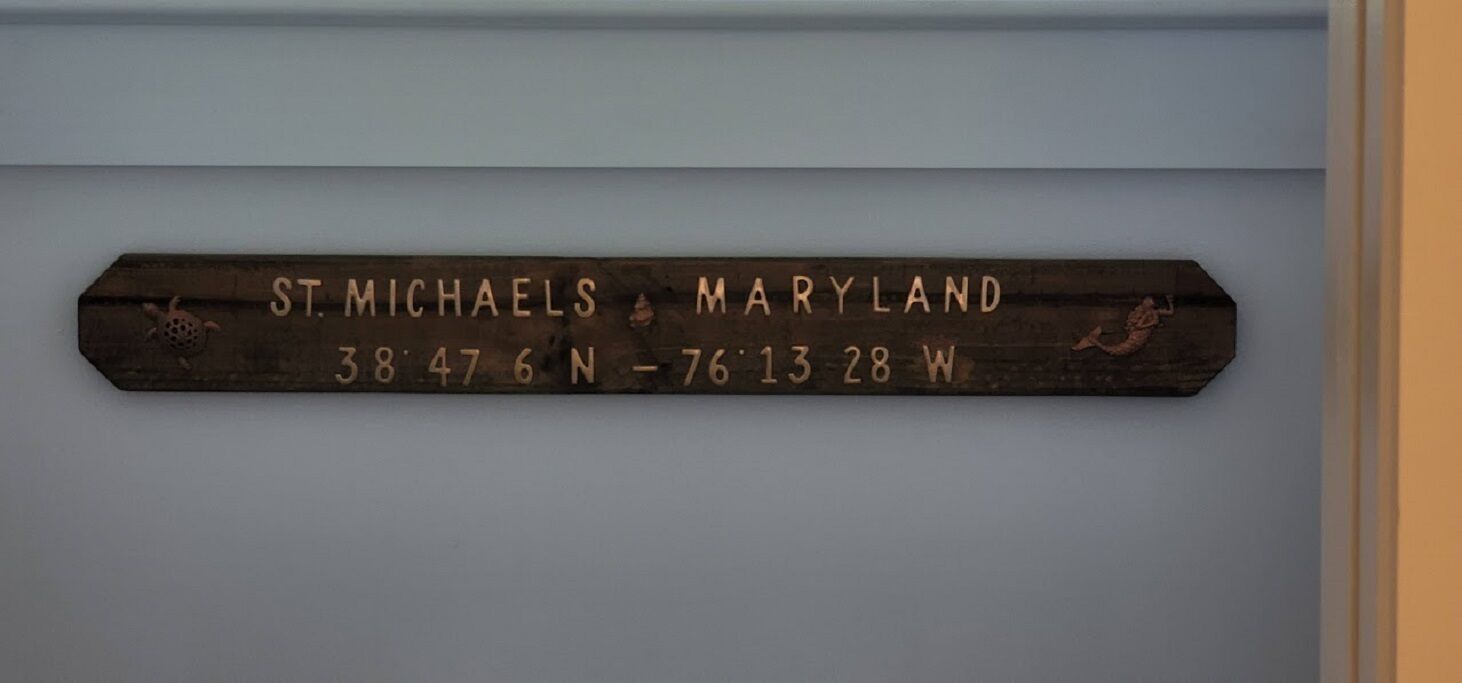 ST. MICHAELS MARYLAND
38° 47 6 N – 76° 13 28 W